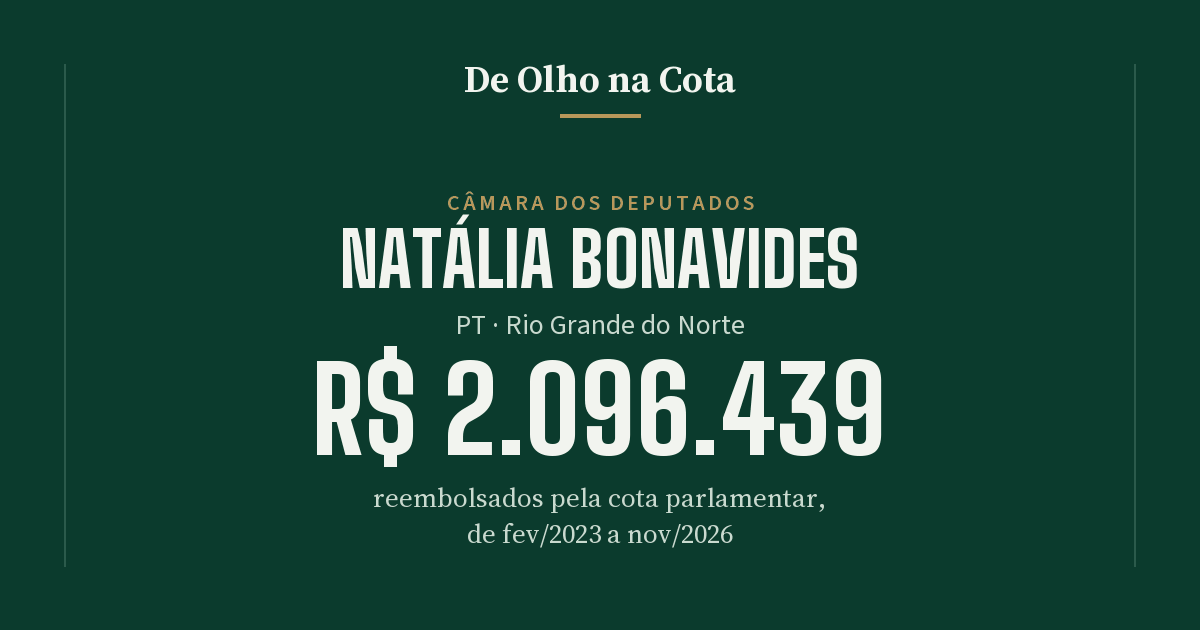 De Olho na Cota
CÂMARA DOS DEPUTADOS
NATÁLIA BONAVIDES
PT · Rio Grande do Norte
R$ 2.096.439
reembolsados pela cota parlamentar,
de fev/2023 a nov/2026